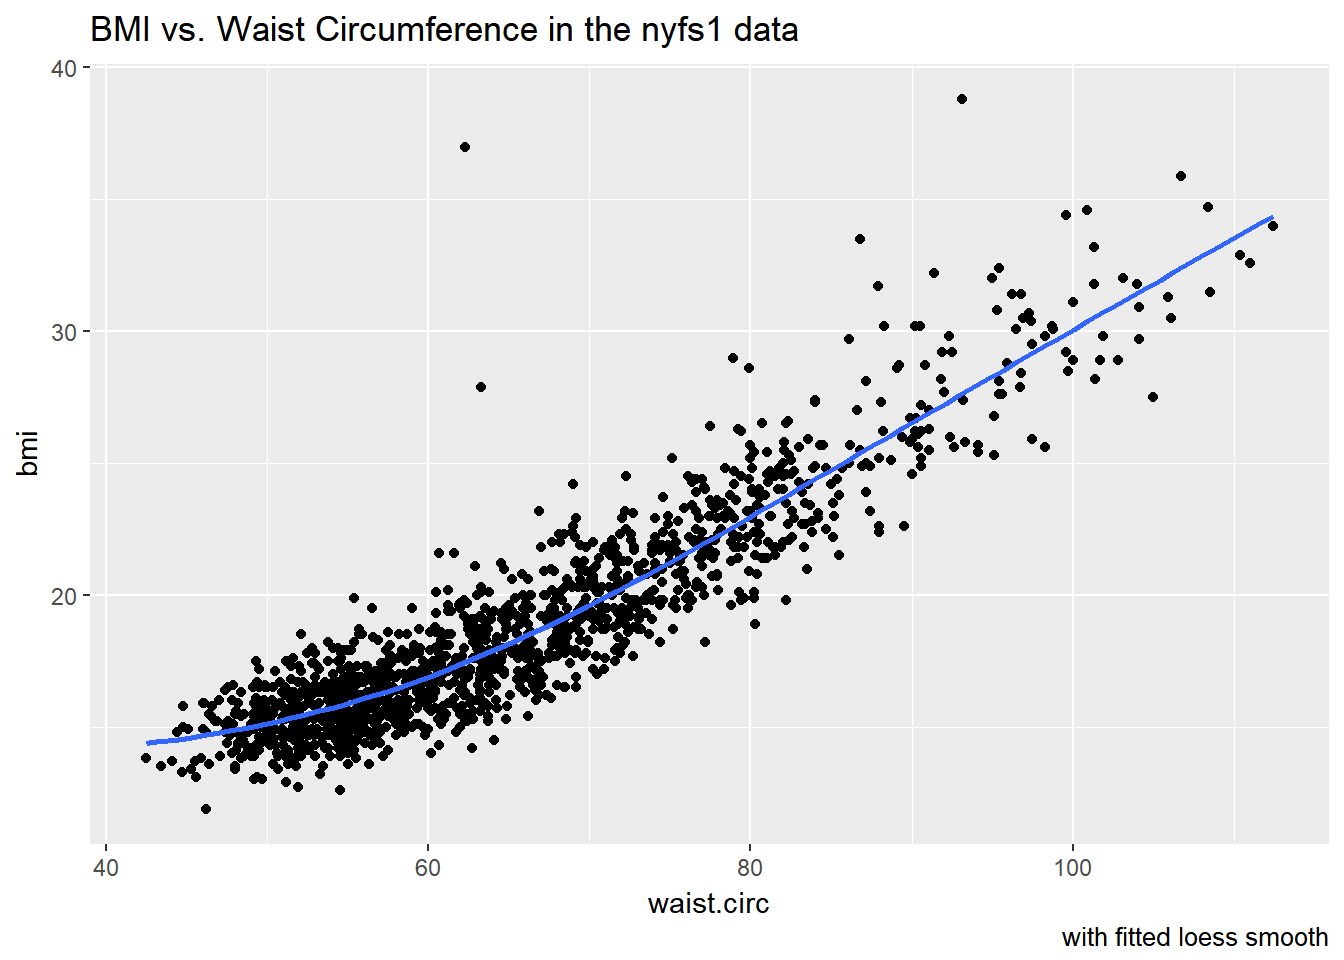 BMI vs. Waist Circumference in the nyfs1 data
40
30
20
bmi
40 60 80 100
waist.circ
with fitted loess smooth